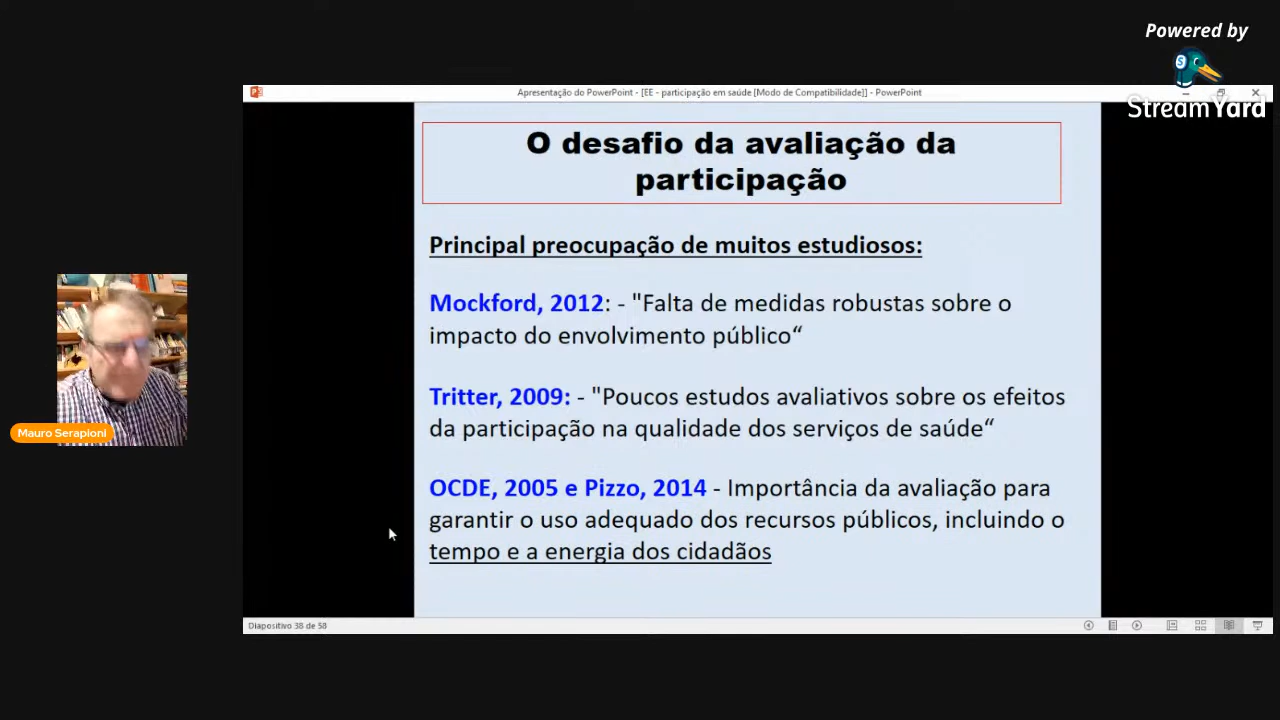 Powered by
StreamYard
Apresentação do PowerPoint - [EE - participação em saúde [Modo de Compatibilidade]] - PowerPoint
O desafio da avaliação da
participação
Principal preocupação de muitos estudiosos:
Mockford, 2012: - "Falta de medidas robustas sobre o
impacto do envolvimento público“
Tritter, 2009: - "Poucos estudos avaliativos sobre os efeitos
da participação na qualidade dos serviços de saúde“
OCDE, 2005 e Pizzo, 2014 - Importância da avaliação para
garantir o uso adequado dos recursos públicos, incluindo o
tempo e a energia dos cidadãos
Mauro Serapioni
Diapositivo 38 de 58